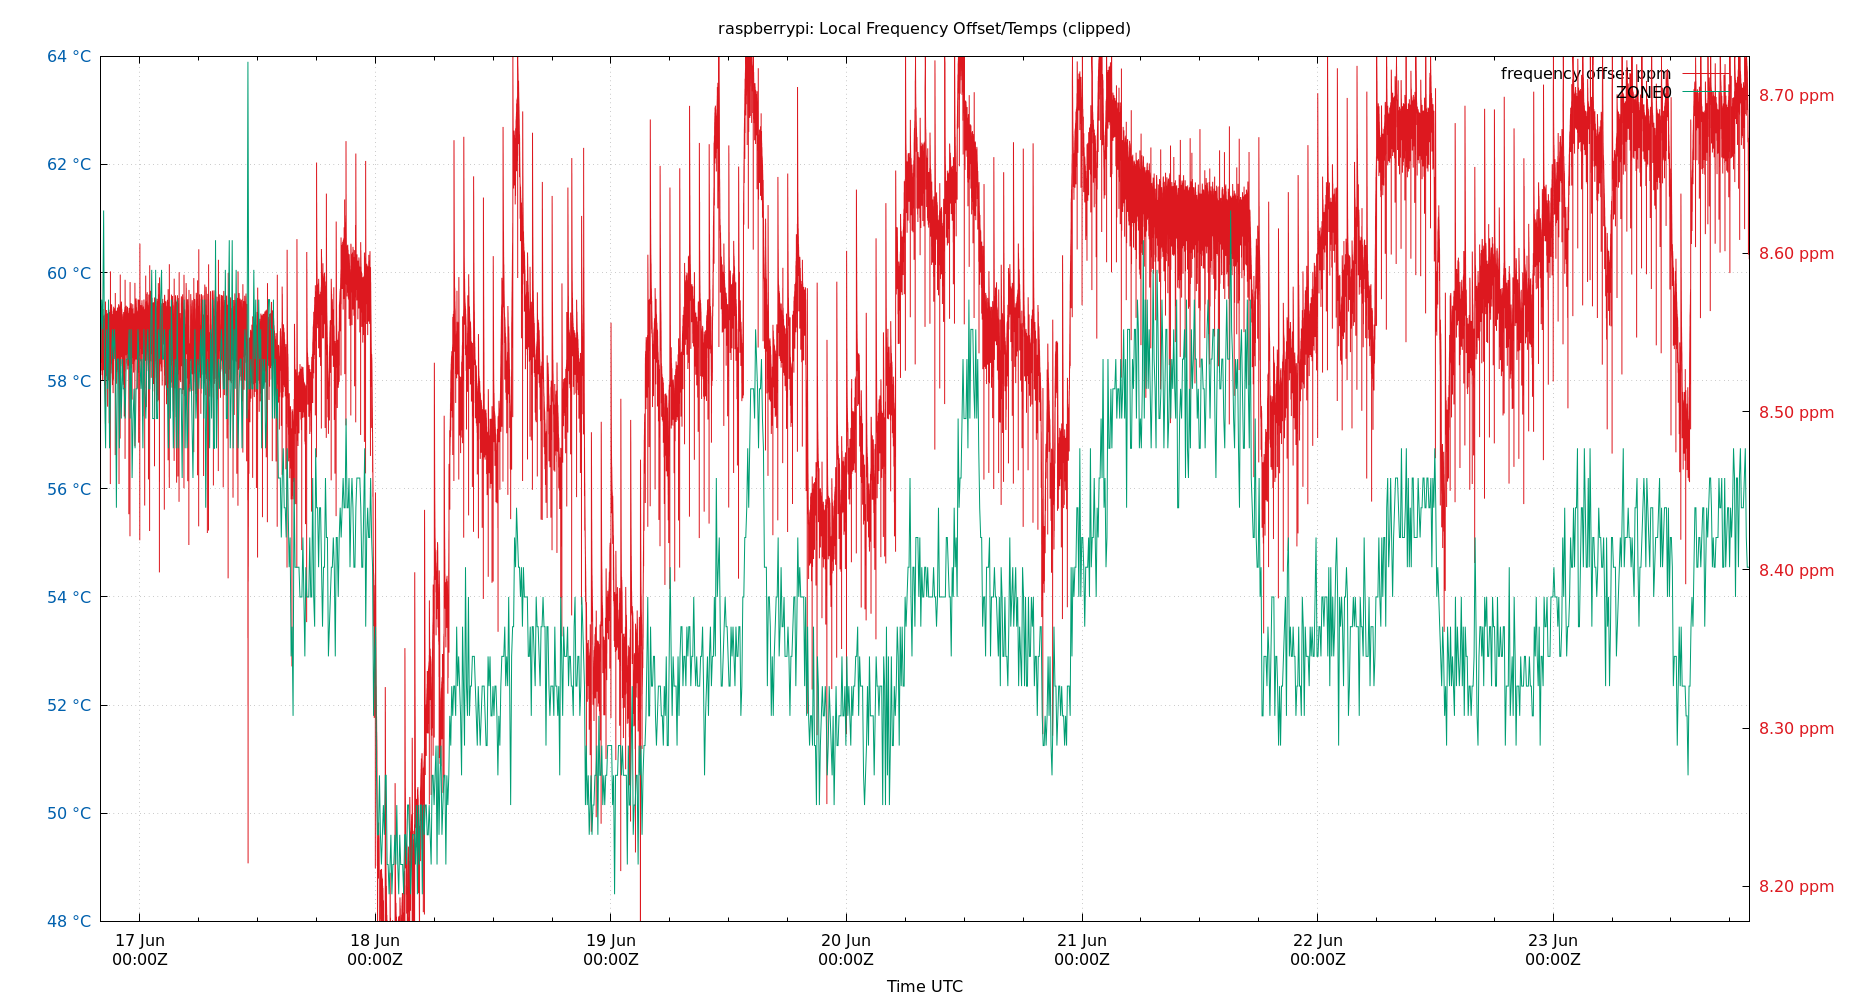 raspberrypi: Local Frequency Offset/Temps (clipped)
64 °C
62 °C
60 °C
58 °C
56 °C
54 °C
52 °C
50 °C
48 °C
frequency offset ppm
ZONE0
8.70 ppm
8.60 ppm
8.50 ppm
8.40 ppm
8.30 ppm
8.20 ppm
17 Jun 18 Jun 19 Jun 20 Jun 21 Jun 22 Jun 23 Jun
00:00Z 00:00Z 00:00Z 00:00Z 00:00Z 00:00Z 00:00Z
Time UTC